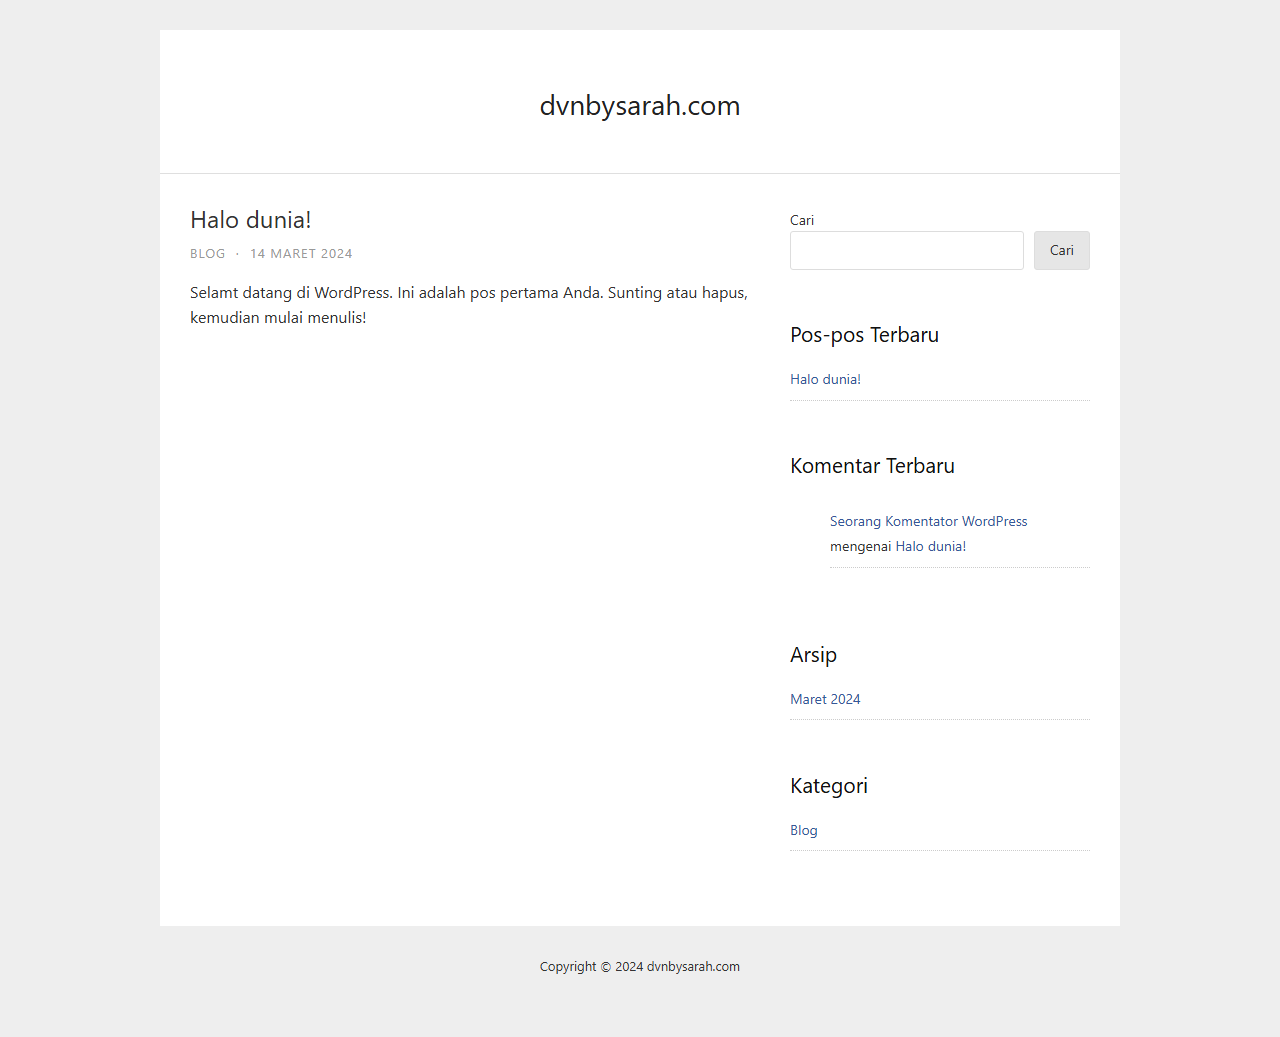 dvnbysarah.com
Halo dunia!
BLOG · 14 MARET 2024
Selamt datang di WordPress. Ini adalah pos pertama Anda. Sunting atau hapus,
kemudian mulai menulis!
Cari
Cari
Pos-pos Terbaru
Halo dunia!
Komentar Terbaru
Seorang Komentator WordPress
mengenai Halo dunia!
Arsip
Maret 2024
Kategori
Blog
Copyright © 2024 dvnbysarah.com